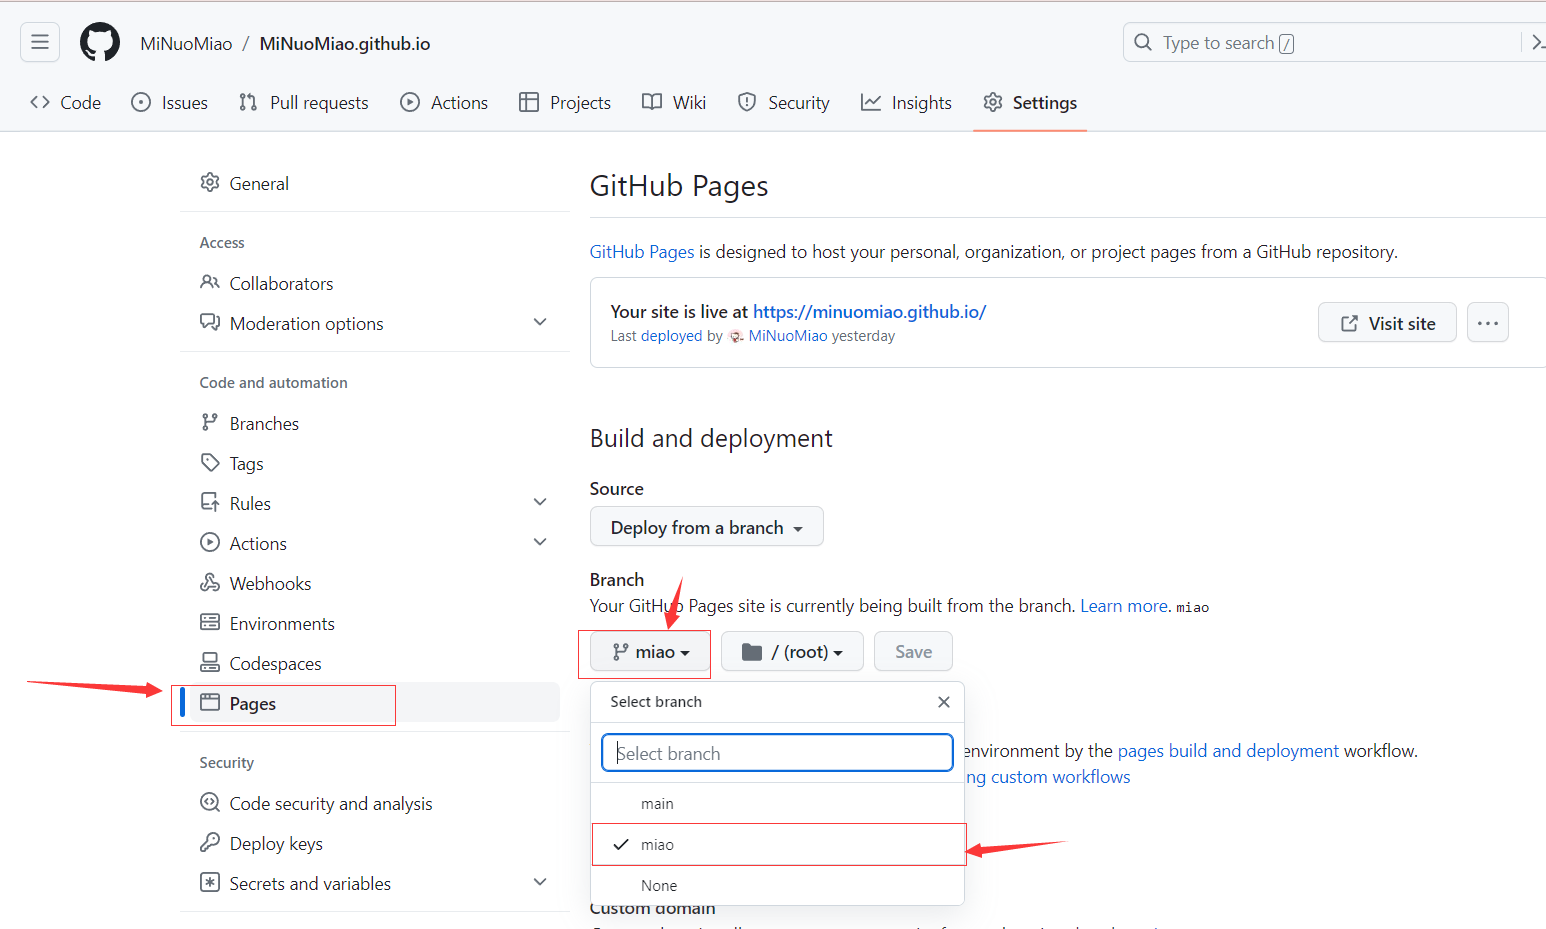 MiNuoMiao / MiNuoMiao.github.io
Type to search /
Code
Issues
Pull requests
Actions
Projects
Wiki
Security
Insights
Settings
General
Access
Collaborators
Moderation options
Code and automation
Branches
Tags
Rules
Actions
Webhooks
Environments
Codespaces
Pages
Security
Code security and analysis
Deploy keys
Secrets and variables
GitHub Pages
GitHub Pages is designed to host your personal, organization, or project pages from a GitHub repository.
Your site is live at https://minuomiao.github.io/
Last deployed by MiNuoMiao yesterday
Visit site
Build and deployment
Source
Deploy from a branch
Branch
Your GitHub Pages site is currently being built from the branch. Learn more. miao
miao
/ (root)
Save
Select branch
Select branch
environment by the pages build and deployment workflow.
ng custom workflows
main
miao
None
Custom domain